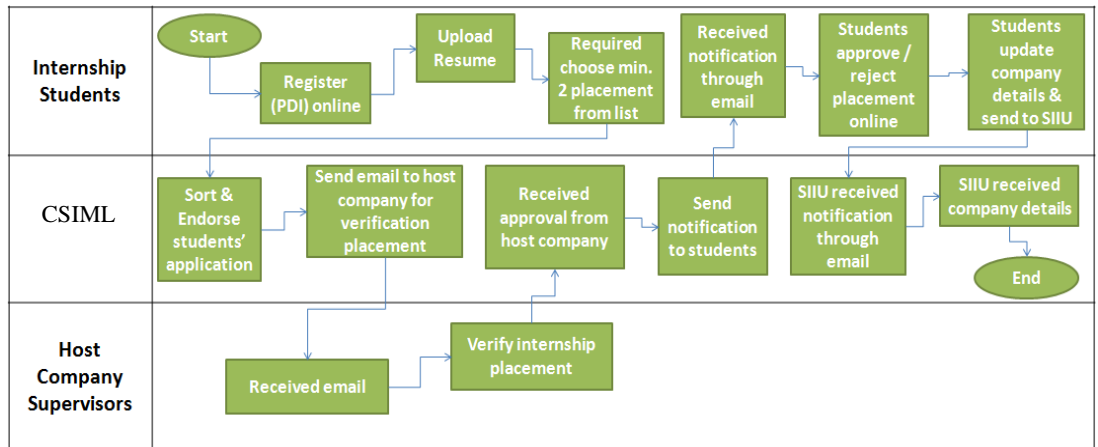 Internship
Students
Start
Register
(PDI) online
Upload
Resume
Required
choose min.
2 placement
from list
Received
notification
through
email
Students
approve /
reject
placement
online
Students
update
company
details &
send to SIIU
CSIML
Sort &
Endorse
students’
application
Send email to host
company for
verification
placement
Received
approval from
host company
Send
notification
to students
SIIU received
notification
through
email
SIIU received
company details
End
Host
Company
Supervisors
Received email
Verify internship
placement